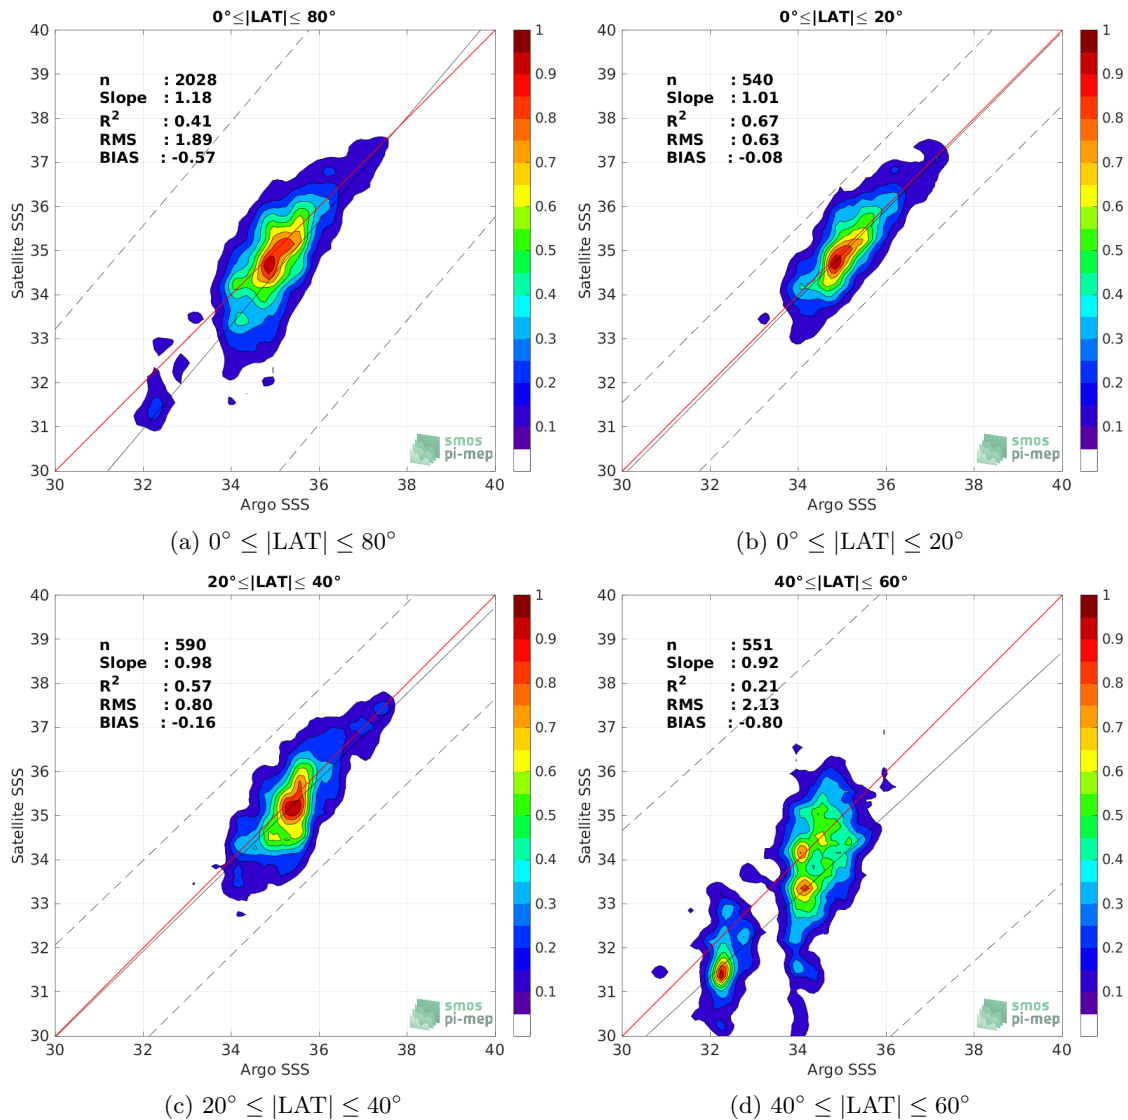 0°≤|LAT|≤ 80°
40
39
38
37
36
35
34
33
32
31
30
Satellite SSS
n : 2028
Slope : 1.18
R² : 0.41
RMS : 1.89
BIAS : -0.57
smos
pi-mep
30 32 34 36 38 40
Argo SSS
1
0.9
0.8
0.7
0.6
0.5
0.4
0.3
0.2
0.1
(a) 0° ≤ |LAT| ≤ 80°
0°≤|LAT|≤ 20°
40
39
38
37
36
35
34
33
32
31
30
Satellite SSS
n : 540
Slope : 1.01
R² : 0.67
RMS : 0.63
BIAS : -0.08
smos
pi-mep
30 32 34 36 38 40
Argo SSS
1
0.9
0.8
0.7
0.6
0.5
0.4
0.3
0.2
0.1
(b) 0° ≤ |LAT| ≤ 20°
20°≤|LAT|≤ 40°
40
39
38
37
36
35
34
33
32
31
30
Satellite SSS
n : 590
Slope : 0.98
R² : 0.57
RMS : 0.80
BIAS : -0.16
smos
pi-mep
30 32 34 36 38 40
Argo SSS
1
0.9
0.8
0.7
0.6
0.5
0.4
0.3
0.2
0.1
(c) 20° ≤ |LAT| ≤ 40°
40°≤|LAT|≤ 60°
40
39
38
37
36
35
34
33
32
31
30
Satellite SSS
n : 551
Slope : 0.92
R² : 0.21
RMS : 2.13
BIAS : -0.80
smos
pi-mep
30 32 34 36 38 40
Argo SSS
1
0.9
0.8
0.7
0.6
0.5
0.4
0.3
0.2
0.1
(d) 40° ≤ |LAT| ≤ 60°